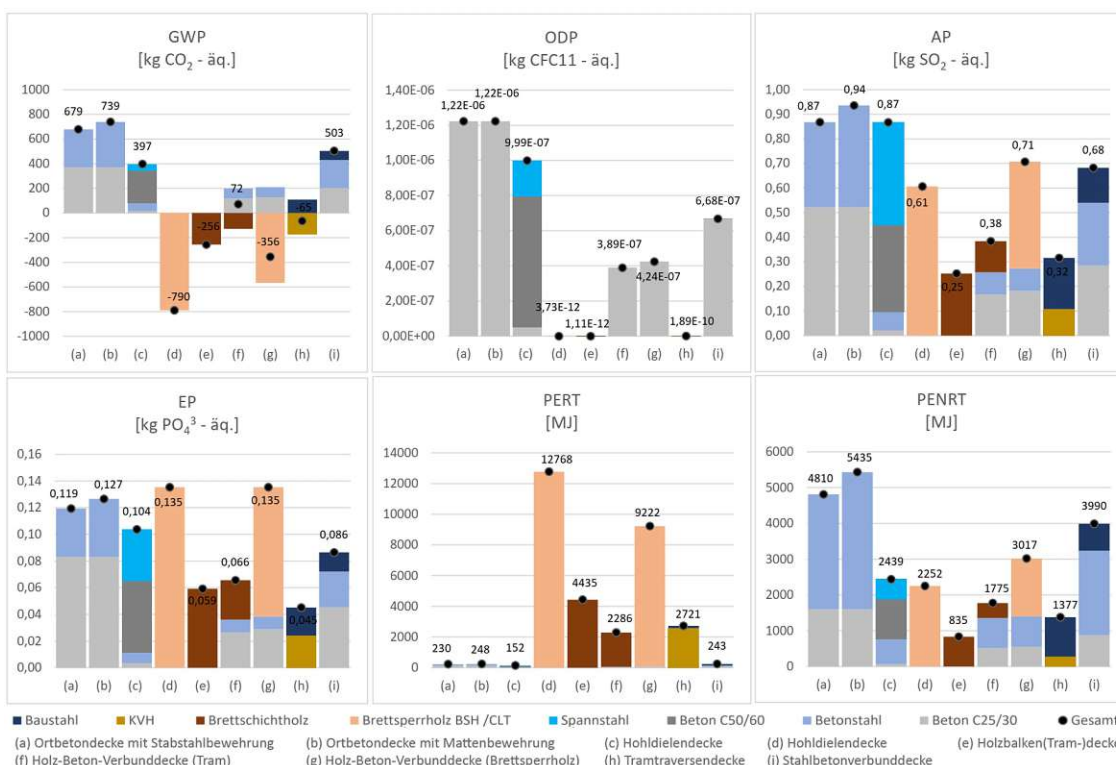 GWP
[kg CO₂ - äq.]
1000
800
600
400
200
0
-200
-400
-600
-800
-1000
679
739
397
-790
-256
72
-356
-65
503
(a) (b) (c) (d) (e) (f) (g) (h) (i)
ODP
[kg CFC11 - äq.]
1,40E-06
1,20E-06
1,00E-06
8,00E-07
6,00E-07
4,00E-07
2,00E-07
0,00E+00
1,22E-06
1,22E-06
9,99E-07
3,73E-12
1,11E-12
3,89E-07
4,24E-07
1,89E-10
6,68E-07
(a) (b) (c) (d) (e) (f) (g) (h) (i)
AP
[kg SO₂ - äq.]
1,00
0,90
0,80
0,70
0,60
0,50
0,40
0,30
0,20
0,10
0,00
0,87
0,94
0,87
0,61
0,25
0,38
0,71
0,32
0,68
(a) (b) (c) (d) (e) (f) (g) (h) (i)
EP
[kg PO₄³ - äq.]
0,16
0,14
0,12
0,10
0,08
0,06
0,04
0,02
0,00
0,119
0,127
0,104
0,135
0,059
0,066
0,135
0,045
0,086
(a) (b) (c) (d) (e) (f) (g) (h) (i)
PERT
[MJ]
14000
12000
10000
8000
6000
4000
2000
0
230
248
152
12768
4435
2286
9222
2721
243
(a) (b) (c) (d) (e) (f) (g) (h) (i)
PENRT
[MJ]
6000
5000
4000
3000
2000
1000
0
4810
5435
2439
2252
835
1775
3017
1377
3990
(a) (b) (c) (d) (e) (f) (g) (h) (i)
Baustahl KVH Brettschichtholz Brettsperrholz BSH /CLT Spannstahl Beton C50/60 Betonstahl Beton C25/30 Gesamt
(a) Ortbetondecke mit Stabstahlbewehrung (b) Ortbetondecke mit Mattenbewehrung (c) Hohldielendecke (d) Hohldielendecke (e) Holzbalken(Tram-)decke
(f) Holz-Beton-Verbunddecke (Tram) (g) Holz-Beton-Verbunddecke (Brettsperrholz) (h) Tramtraversendecke (i) Stahlbetonverbunddecke